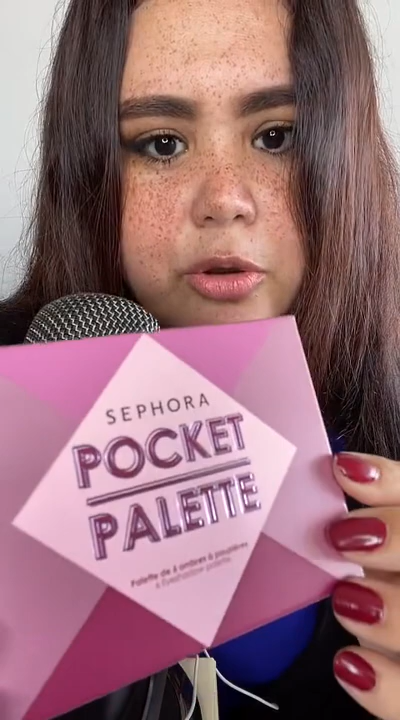 SEPHORA
POCKET
PALETTE
Palette de 6 ombres à paupières
6 Eyeshadow palette